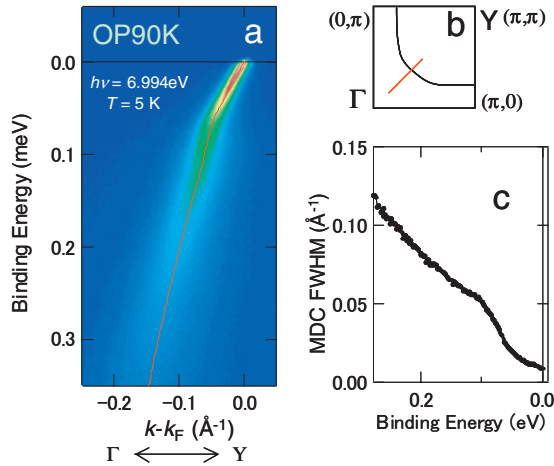 OP90K
a
hν = 6.994eV
T = 5 K
Binding Energy (meV)
0.0
0.1
0.2
0.3
−0.2
−0.1
0.0
k-kF (Å⁻¹)
Γ
Y
(0,π)
b
Y (π,π)
Γ
(π,0)
c
MDC FWHM (Å⁻¹)
0.15
0.10
0.05
0.00
0.2
0.0
Binding Energy (eV)